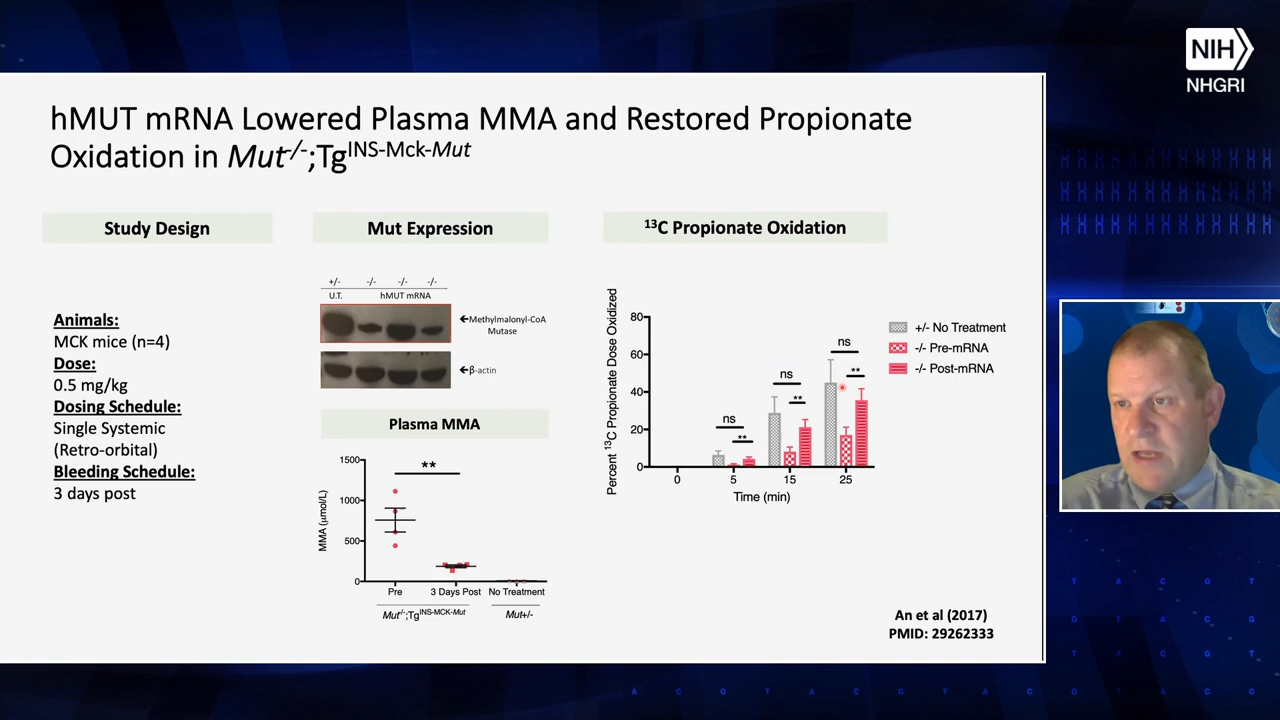 NIH
NHGRI
hMUT mRNA Lowered Plasma MMA and Restored Propionate
Oxidation in Mut-/-;TgINS-Mck-Mut
Study Design
Animals:
MCK mice (n=4)
Dose:
0.5 mg/kg
Dosing Schedule:
Single Systemic
(Retro-orbital)
Bleeding Schedule:
3 days post
Mut Expression
+/- -/- -/- -/-
U.T. hMUT mRNA
←Methylmalonyl-CoA
Mutase
←β-actin
Plasma MMA
MMA (μmol/L)
1500
1000
500
0
**
Pre 3 Days Post No Treatment
Mut-/-;TgINS-MCK-Mut Mut+/-
13C Propionate Oxidation
Percent 13C Propionate Dose Oxidized
80
60
40
20
0
ns
**
ns
**
ns
**
0 5 15 25
Time (min)
+/- No Treatment
-/- Pre-mRNA
-/- Post-mRNA
An et al (2017)
PMID: 29262333
T A C G T
G T A C G
T A C G T
A C G T A C G T A C G T A C G